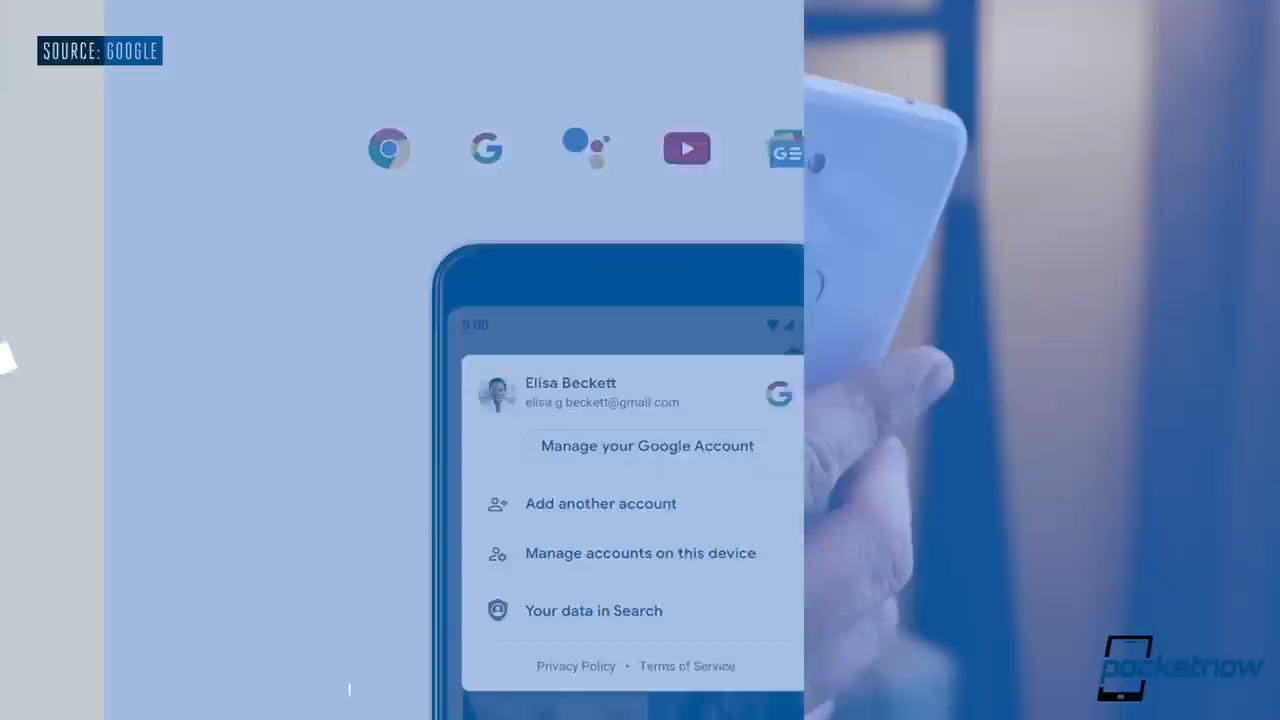 SOURCE: GOOGLE
GE
9:00
Elisa Beckett
elisa.g.beckett@gmail.com
Manage your Google Account
Add another account
Manage accounts on this device
Your data in Search
Privacy Policy • Terms of Service
pocketnow